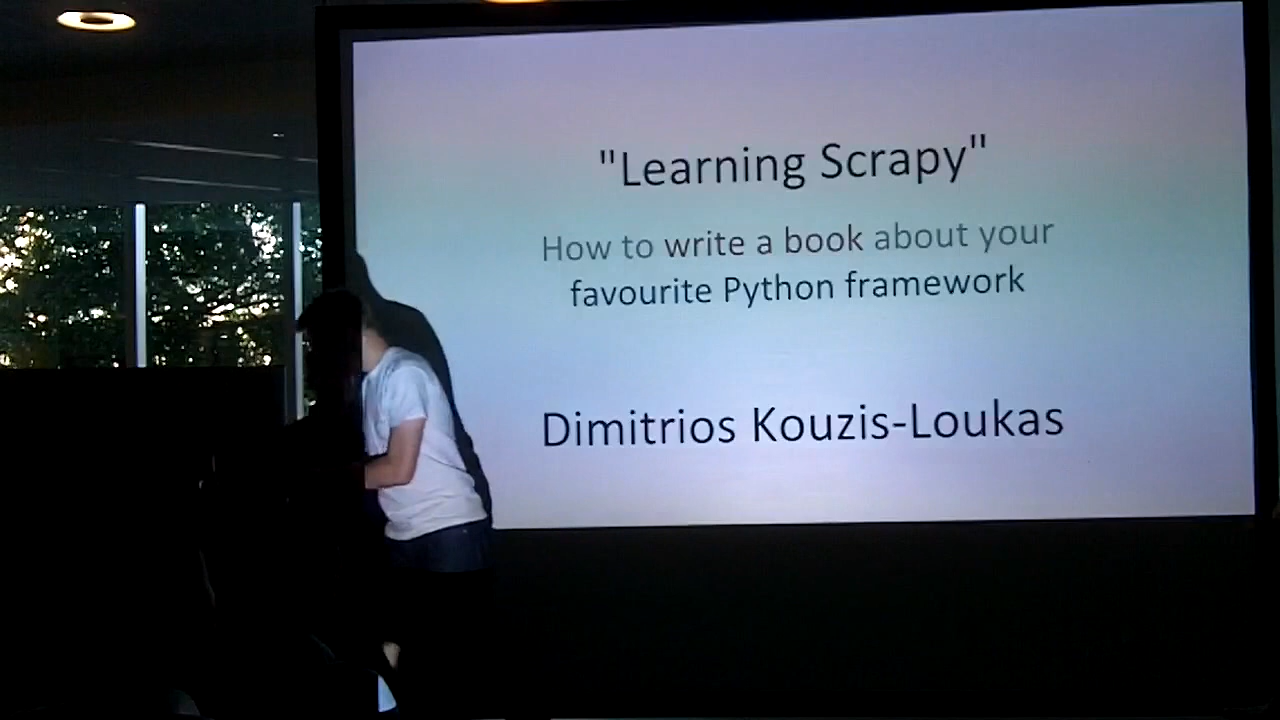 "Learning Scrapy"
How to write a book about your
favourite Python framework
Dimitrios Kouzis-Loukas